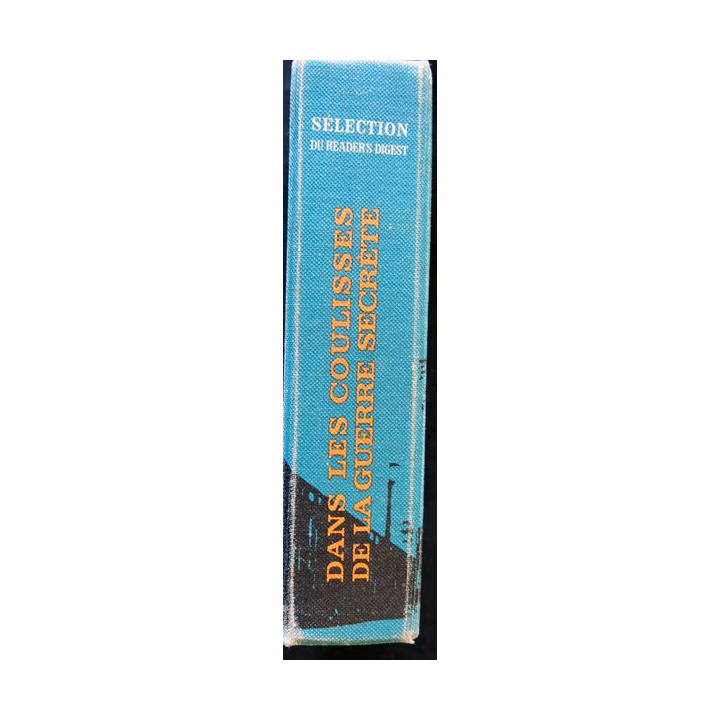 SÉLECTION
DU READER'S DIGEST
DANS LES COULISSES
DE LA GUERRE SECRÈTE